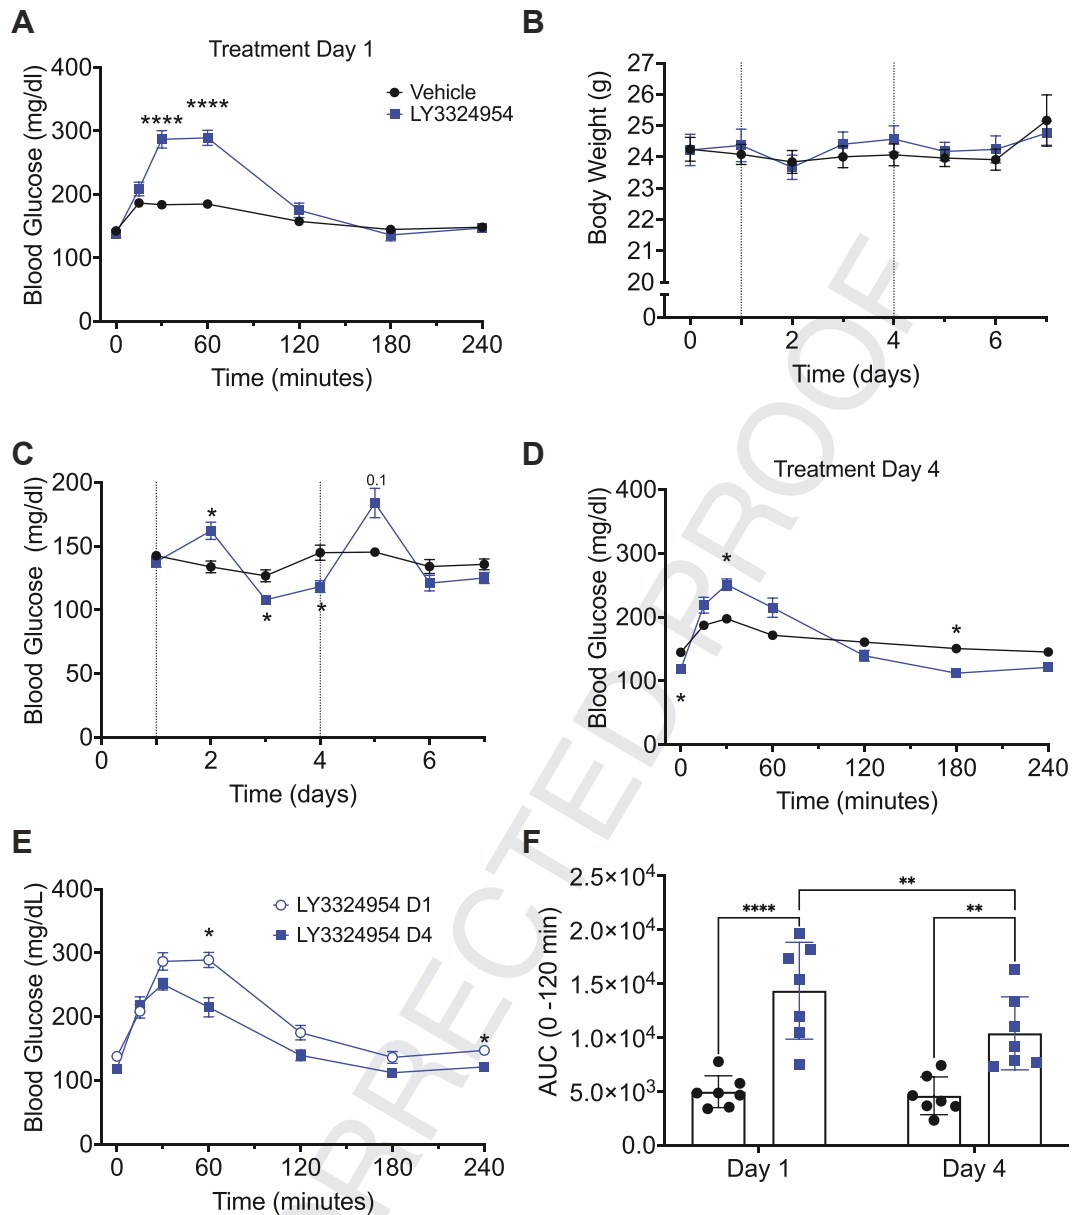 A
Treatment Day 1
Blood Glucose (mg/dl)
400
300
200
100
0
**** ****
Vehicle
LY3324954
0 60 120 180 240
Time (minutes)
B
Body Weight (g)
27
26
25
24
23
22
21
20
0
0 2 4 6
Time (days)
C
Blood Glucose (mg/dl)
200
150
100
50
0
0.1
*
*
*
0 2 4 6
Time (days)
D
Treatment Day 4
Blood Glucose (mg/dl)
400
300
200
100
0
*
*
*
0 60 120 180 240
Time (minutes)
E
Blood Glucose (mg/dL)
400
300
200
100
0
LY3324954 D1
LY3324954 D4
*
*
0 60 120 180 240
Time (minutes)
F
AUC (0 -120 min)
2.5×10⁴
2.0×10⁴
1.5×10⁴
1.0×10⁴
5.0×10³
0.0
**
**** **
Day 1 Day 4
RRECTED PROOF